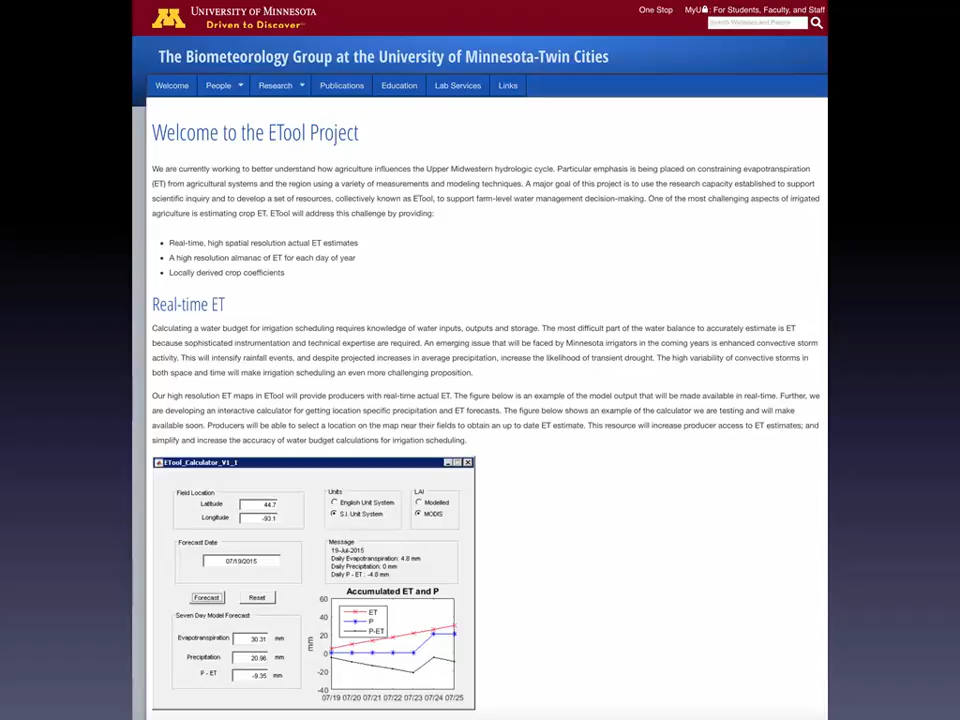 UNIVERSITY OF MINNESOTA
Driven to Discover
One Stop
MyU: For Students, Faculty, and Staff
Search Websites and People
The Biometeorology Group at the University of Minnesota-Twin Cities
Welcome People Research Publications Education Lab Services Links
Welcome to the ETool Project
We are currently working to better understand how agriculture influences the Upper Midwestern hydrologic cycle. Particular emphasis is being placed on constraining evapotranspiration
(ET) from agricultural systems and the region using a variety of measurements and modeling techniques. A major goal of this project is to use the research capacity established to support
scientific inquiry and to develop a set of resources, collectively known as ETool, to support farm-level water management decision-making. One of the most challenging aspects of irrigated
agriculture is estimating crop ET. ETool will address this challenge by providing:
• Real-time, high spatial resolution actual ET estimates
• A high resolution almanac of ET for each day of year
• Locally derived crop coefficients
Real-time ET
Calculating a water budget for irrigation scheduling requires knowledge of water inputs, outputs and storage. The most difficult part of the water balance to accurately estimate is ET
because sophisticated instrumentation and technical expertise are required. An emerging issue that will be faced by Minnesota irrigators in the coming years is enhanced convective storm
activity. This will intensify rainfall events, and despite projected increases in average precipitation, increase the likelihood of transient drought. The high variability of convective storms in
both space and time will make irrigation scheduling an even more challenging proposition.
Our high resolution ET maps in ETool will provide producers with real-time actual ET. The figure below is an example of the model output that will be made available in real-time. Further, we
are developing an interactive calculator for getting location specific precipitation and ET forecasts. The figure below shows an example of the calculator we are testing and will make
available soon. Producers will be able to select a location on the map near their fields to obtain an up to date ET estimate. This resource will increase producer access to ET estimates; and
simplify and increase the accuracy of water budget calculations for irrigation scheduling.
ETool_Calculator_V1_I
Field Location
Latitude 44.7
Longitude -93.1
Forecast Date
07/19/2015
Forecast Reset
Seven Day Model Forecast
Evapotranspiration 30.31 mm
Precipitation 20.96 mm
P - ET -9.35 mm
Units
English Unit System
S.I. Unit System
LAI
Modelled
MODIS
Message
19-Jul-2015
Daily Evapotranspiration: 4.8 mm
Daily Precipitation: 0 mm
Daily P - ET : -4.8 mm
Accumulated ET and P
ET
P
P-ET
mm
60
40
20
0
-20
-40
07/19 07/20 07/21 07/22 07/23 07/24 07/25